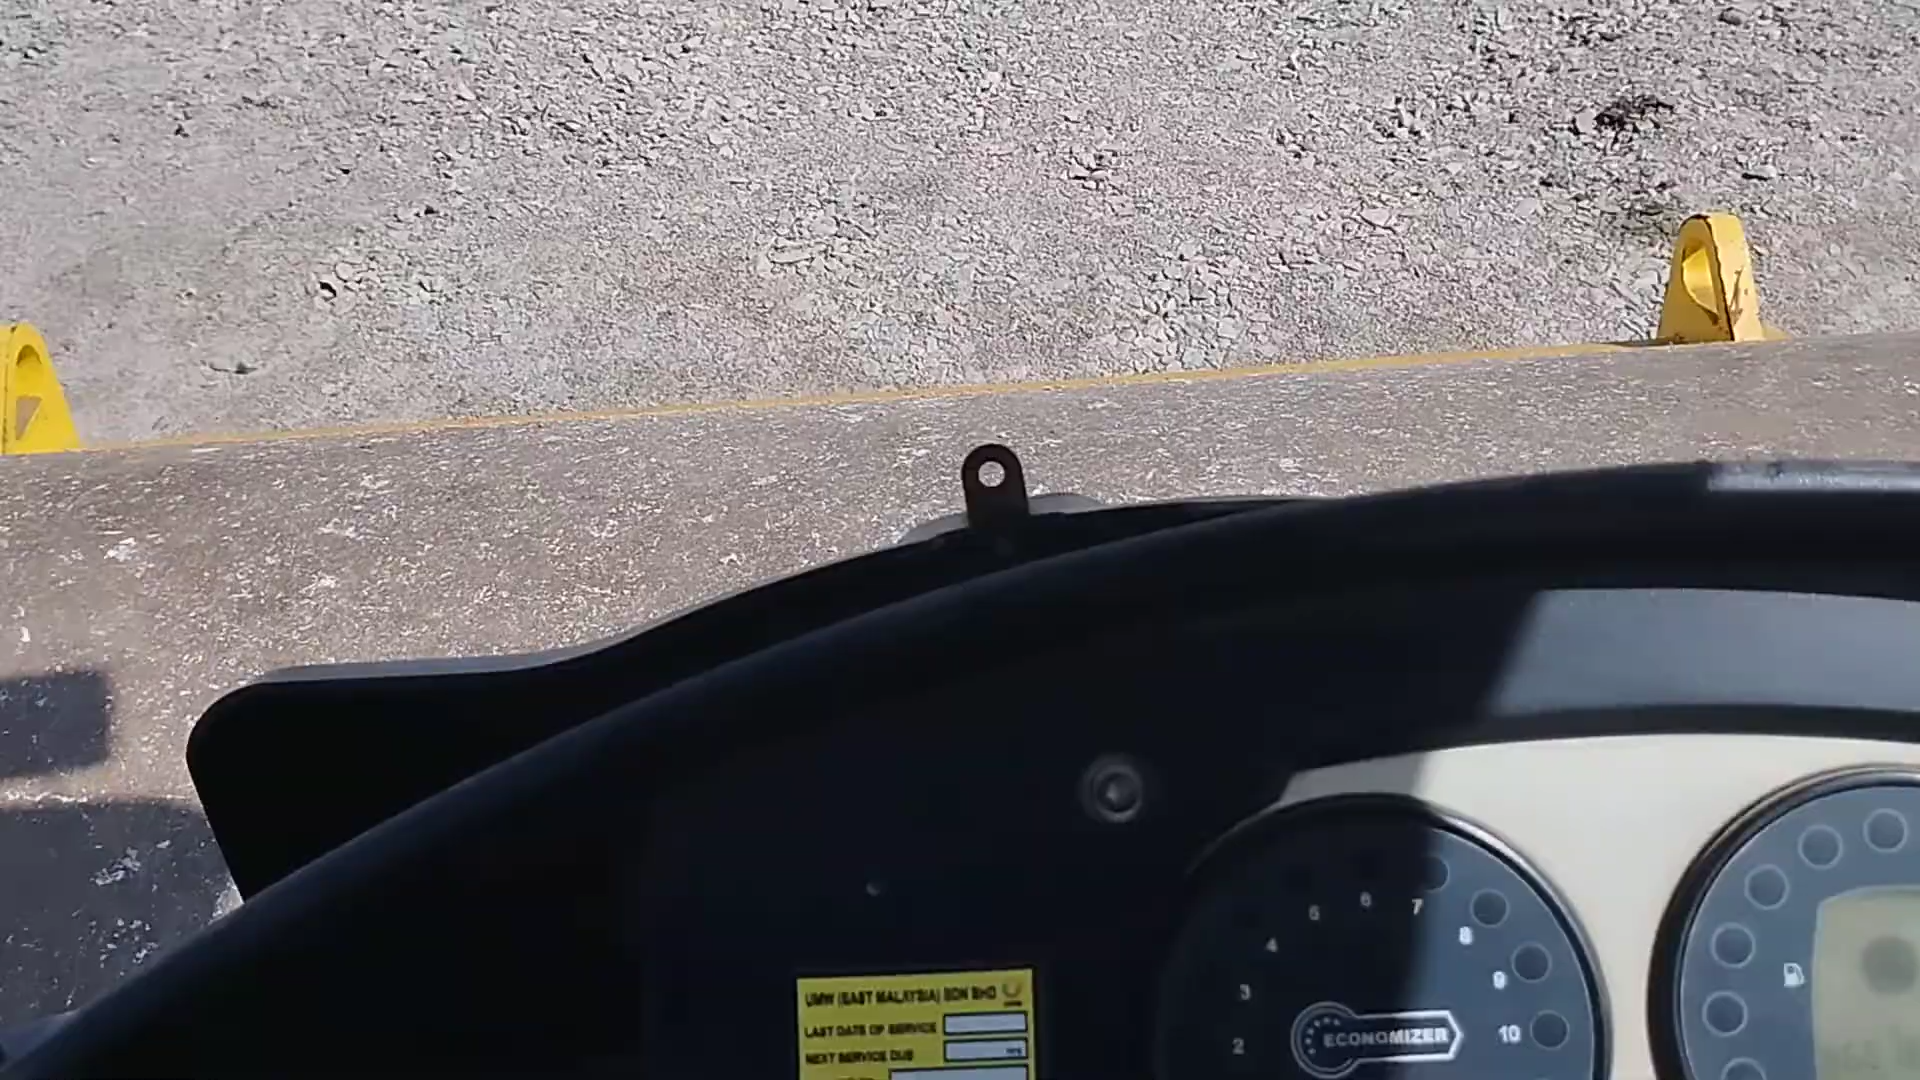 UMW (EAST MALAYSIA) SDN BHD
LAST DATE OF SERVICE
NEXT SERVICE DUE
2
3
4
5
6
7
8
9
10
ECONOMIZER